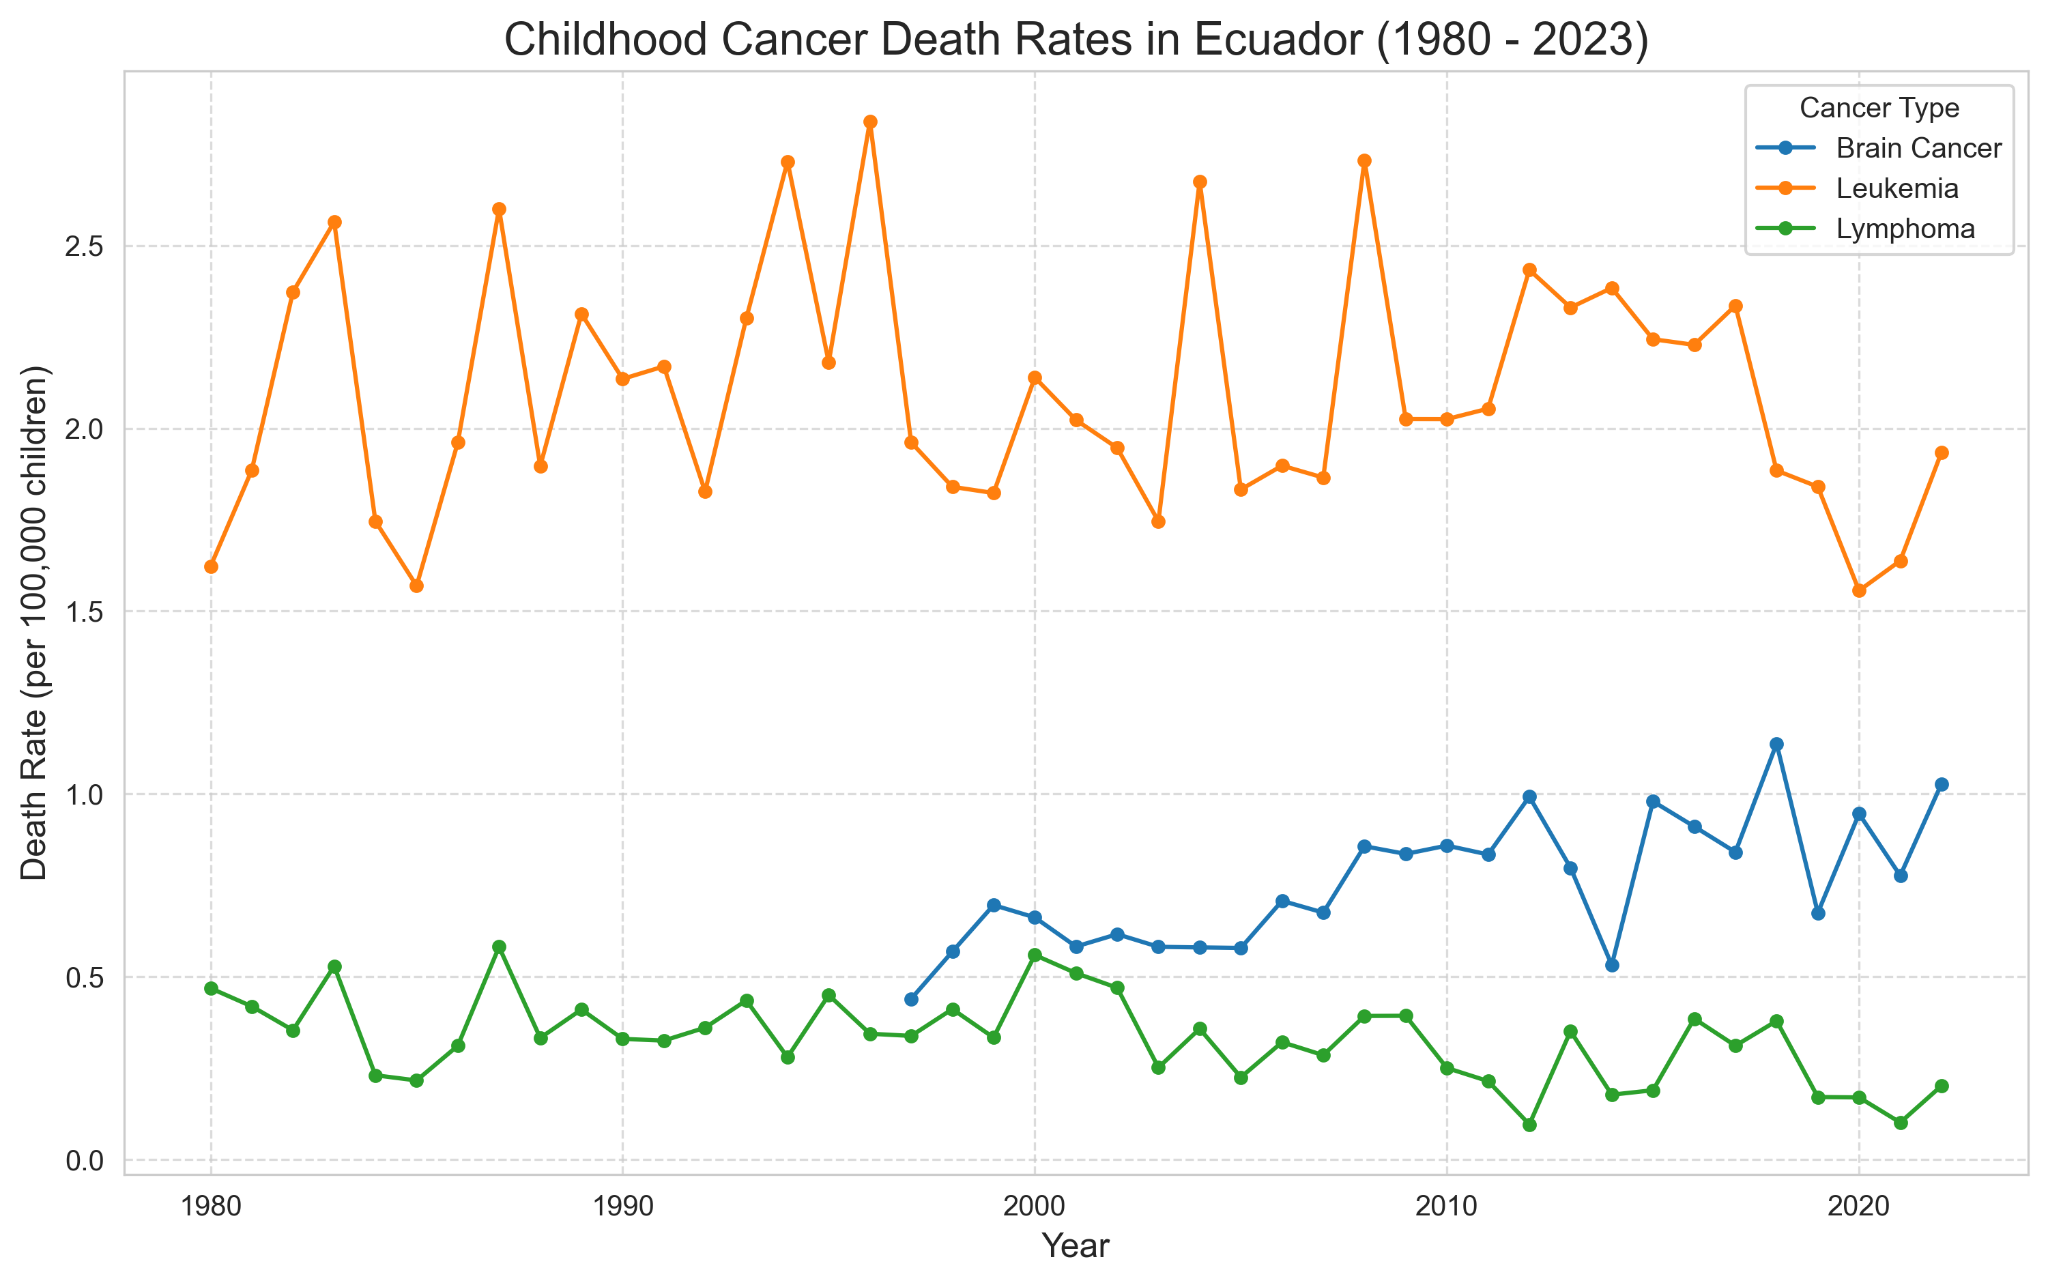 Childhood Cancer Death Rates in Ecuador (1980 - 2023)
Cancer Type
Brain Cancer
Leukemia
Lymphoma
Death Rate (per 100,000 children)
2.5
2.0
1.5
1.0
0.5
0.0
1980 1990 2000 2010 2020
Year